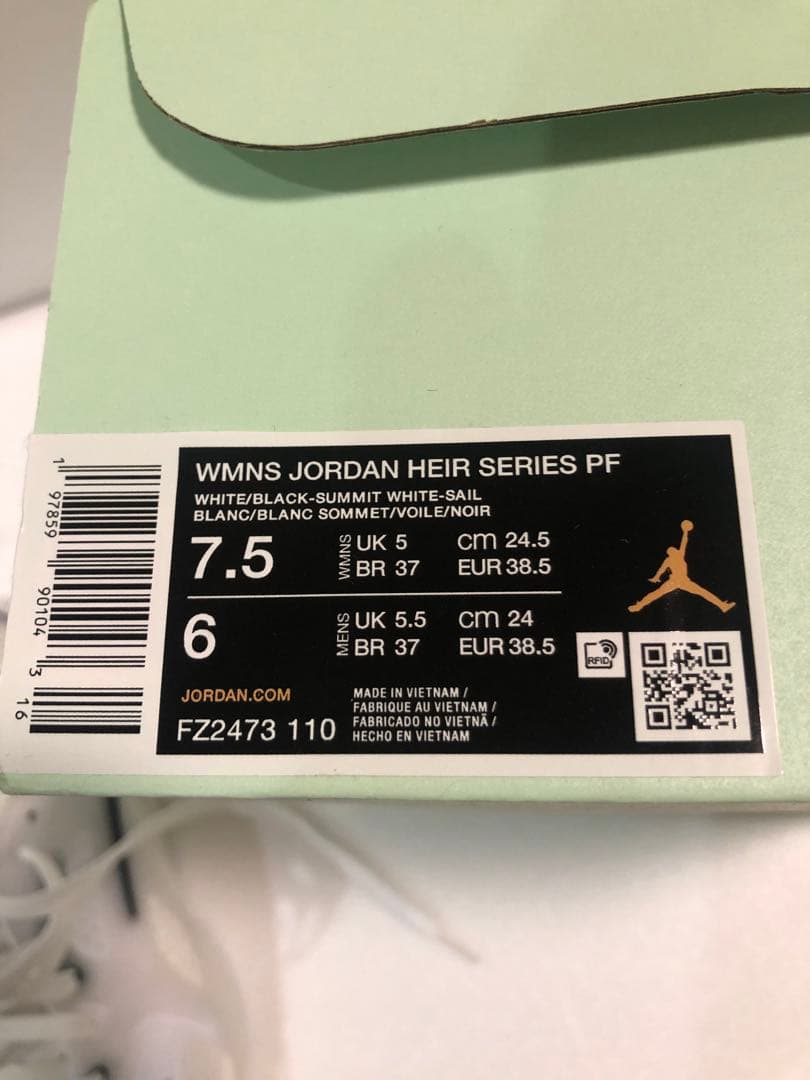 WMNS JORDAN HEIR SERIES PF
WHITE/BLACK-SUMMIT WHITE-SAIL
BLANC/BLANC SOMMET/VOILE/NOIR
7.5 WMNS UK 5 cm 24.5
BR 37 EUR 38.5
6 MENS UK 5.5 cm 24
BR 37 EUR 38.5
RFID
JORDAN.COM
FZ2473 110
MADE IN VIETNAM /
FABRIQUE AU VIETNAM /
FABRICADO NO VIETNÃ /
HECHO EN VIETNAM
1 97859 90104 3 16